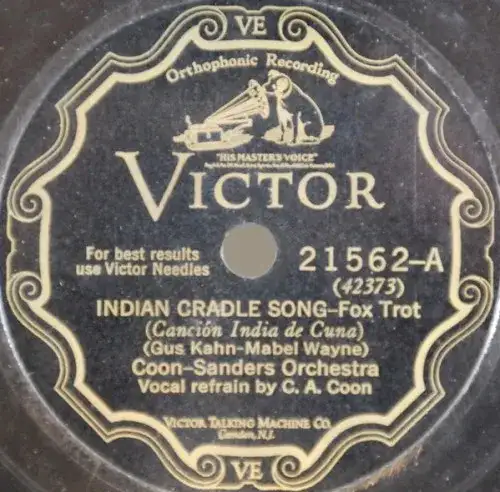 VE
Orthophonic Recording
"HIS MASTER'S VOICE"
VICTOR
For best results
use Victor Needles
21562-A
(42373)
INDIAN CRADLE SONG-Fox Trot
(Canción India de Cuna)
(Gus Kahn-Mabel Wayne)
Coon-Sanders Orchestra
Vocal refrain by C. A. Coon
VICTOR TALKING MACHINE CO.
Camden, N.J.
VE